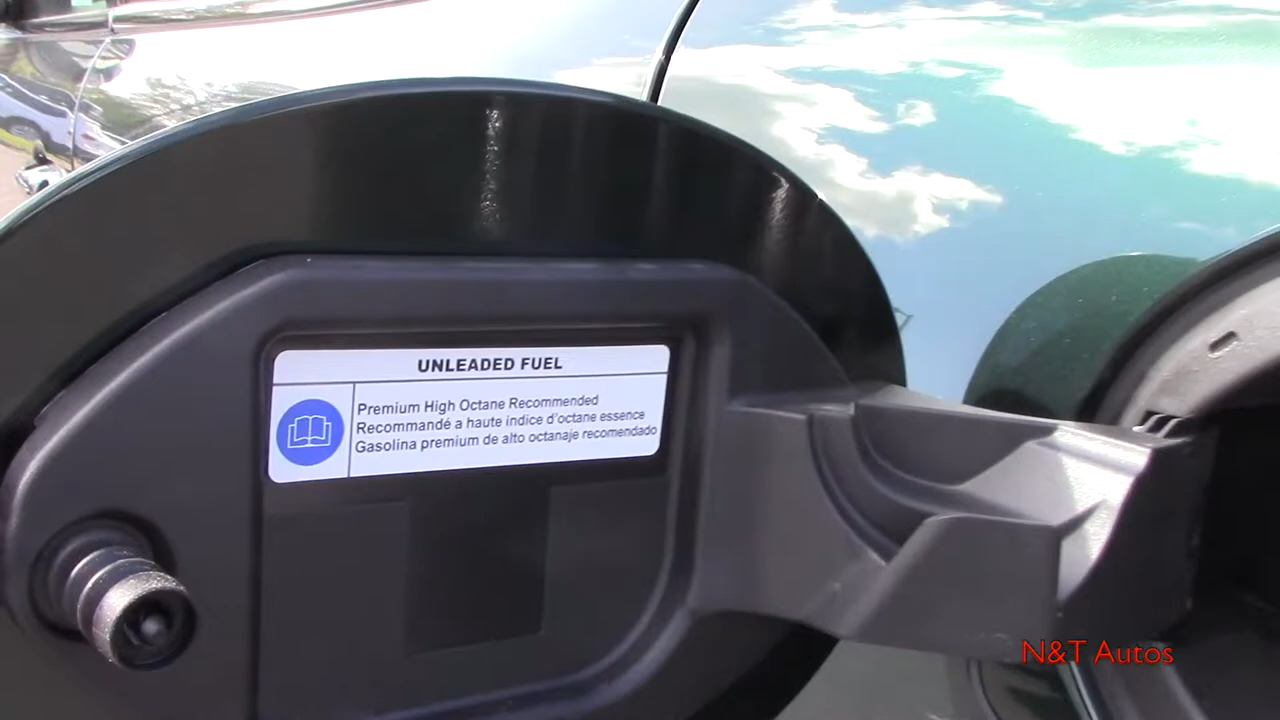 UNLEADED FUEL
Premium High Octane Recommended
Recommandé a haute indice d'octane essence
Gasolina premium de alto octanaje recomendado
N&T Autos